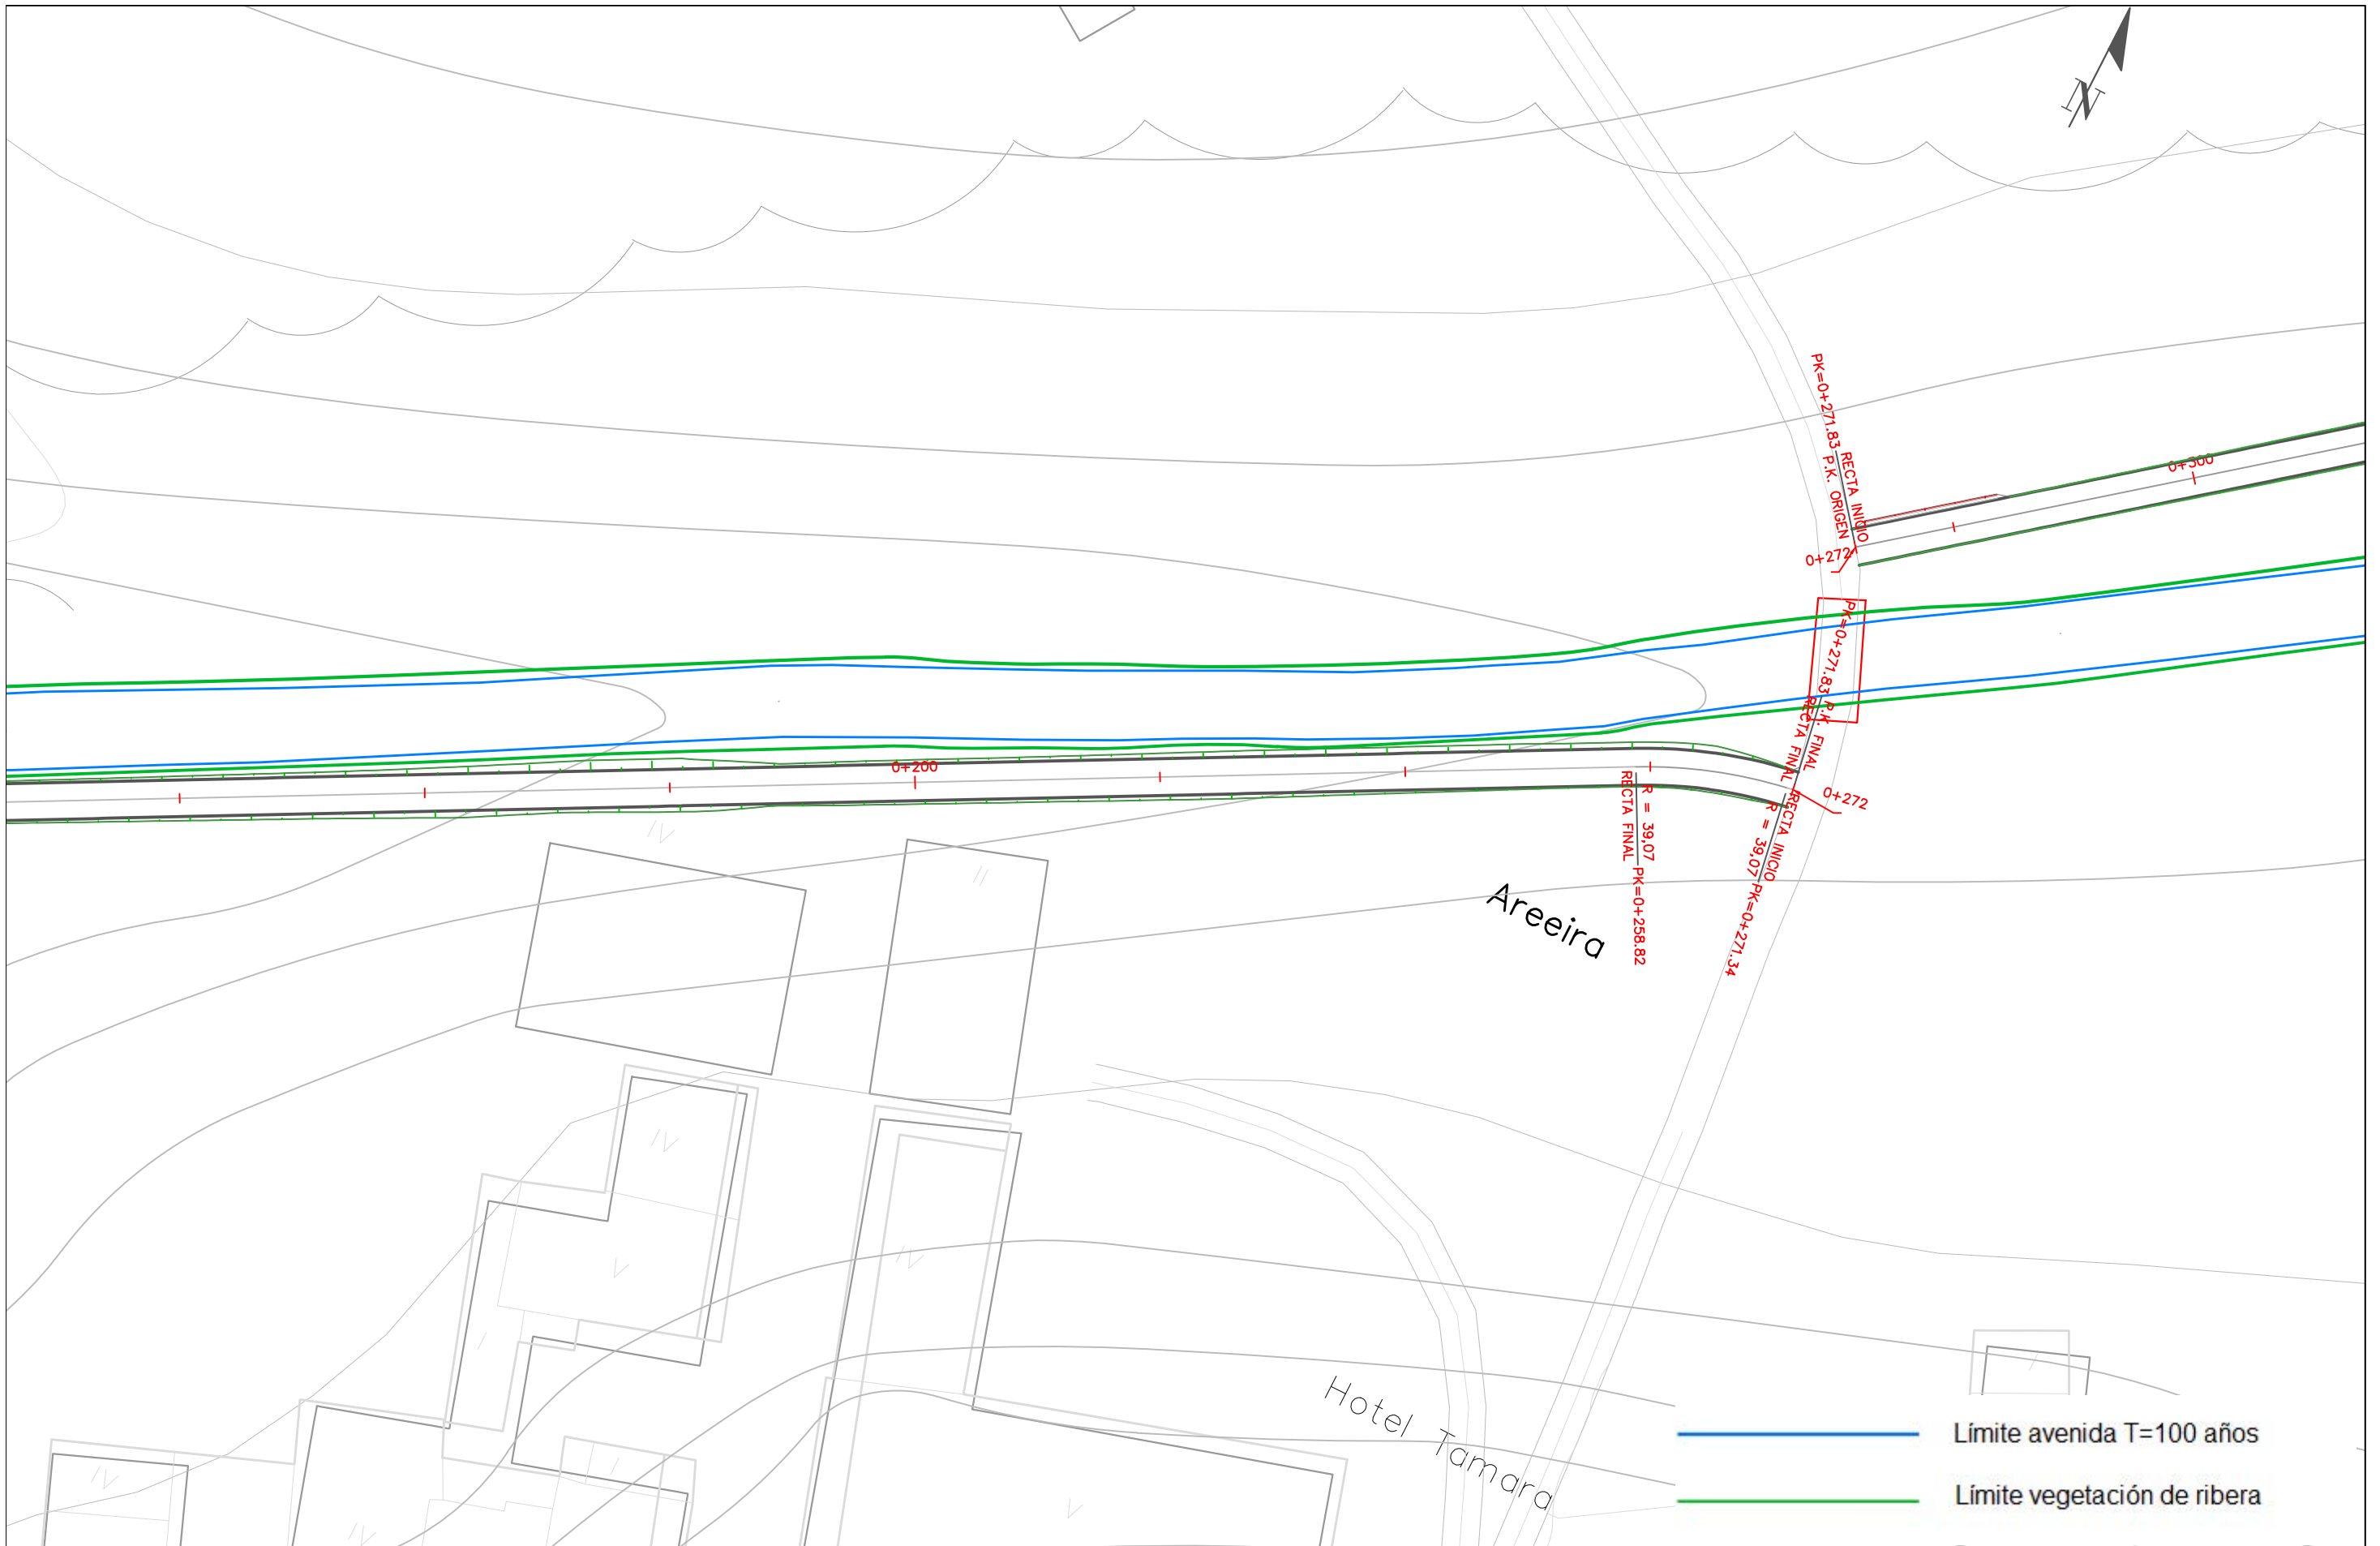 N
PK=0+271.83
RECTA INICIO
P.K. ORIGEN
0+300
0+272
PK=0+271.83
P.K. FINAL
RECTA FINAL
0+200
0+272
RECTA INICIO
R = 39,07
PK=0+271.34
R = 39,07
RECTA FINAL
PK=0+258.82
Areeira
Hotel Tamara
Límite avenida T=100 años
Límite vegetación de ribera